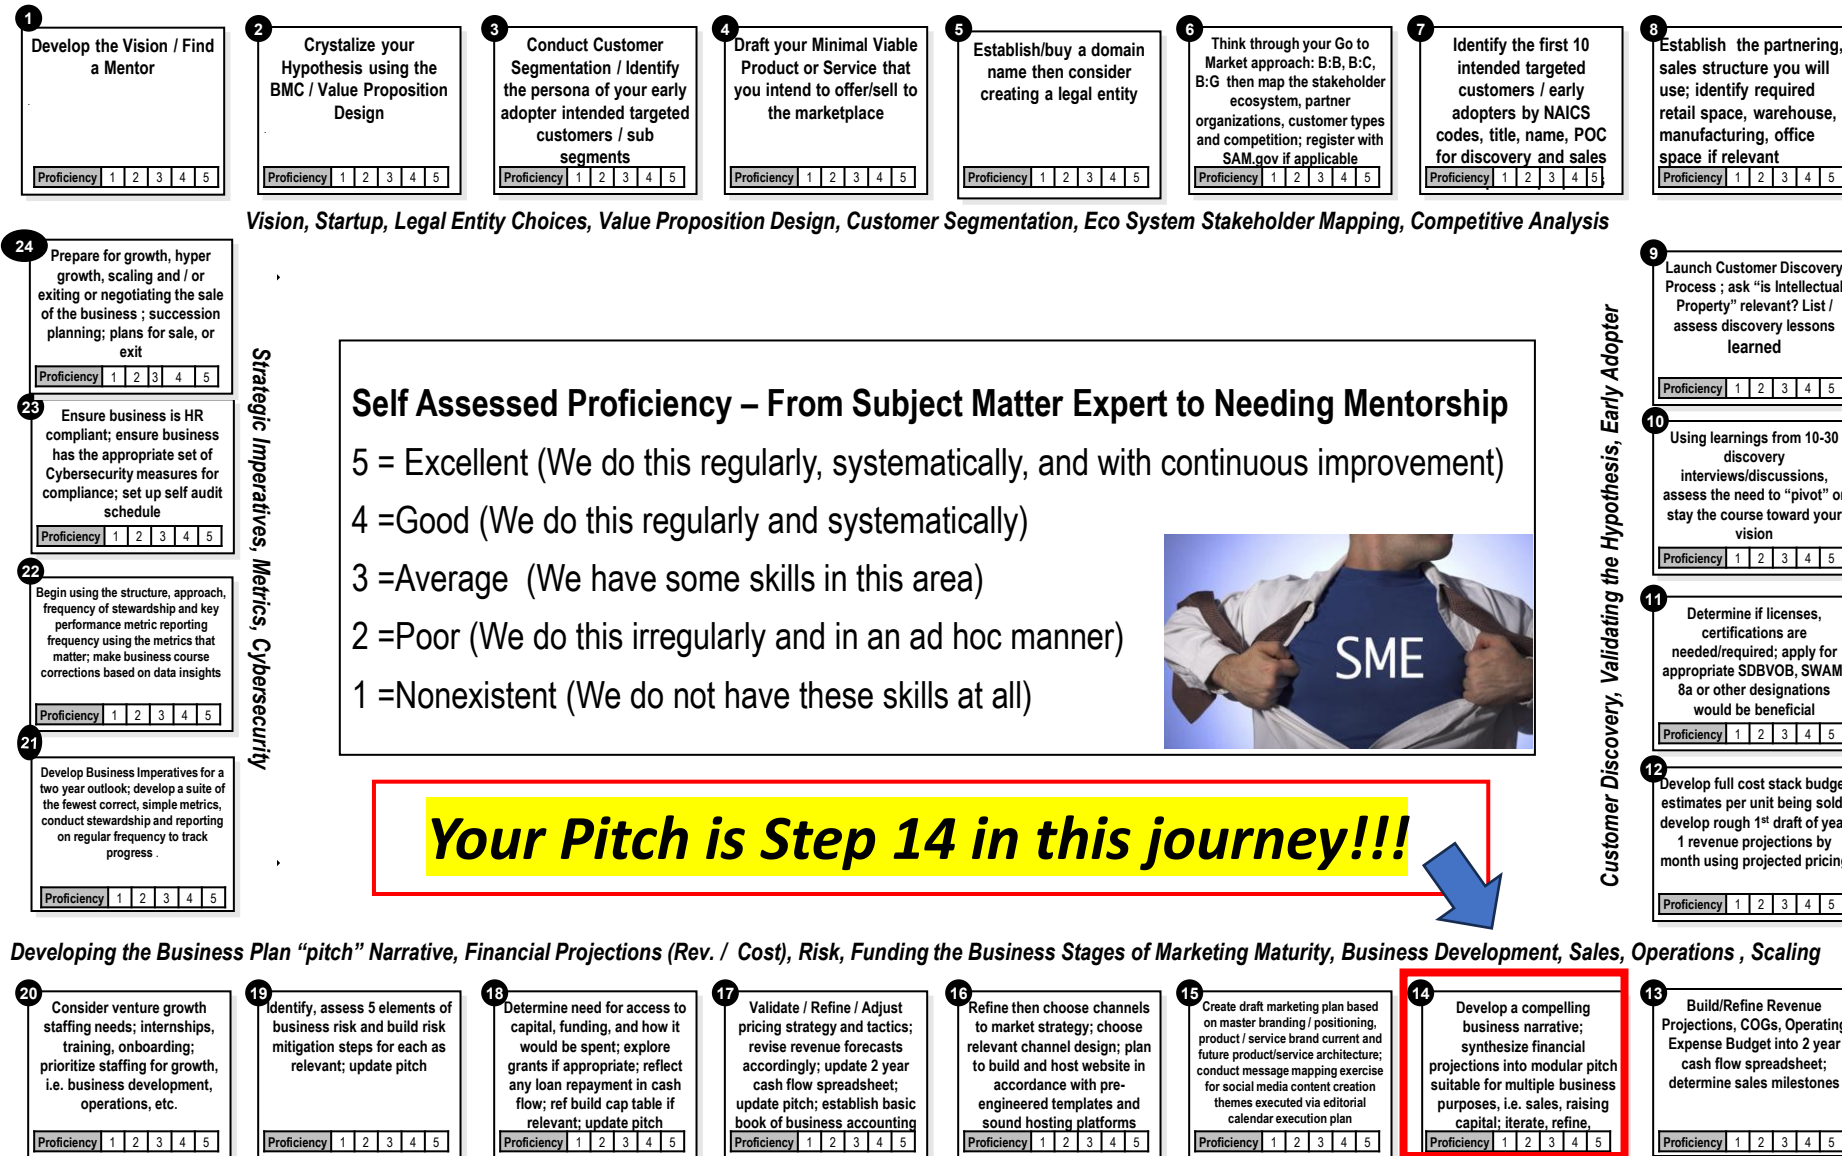 1
Develop the Vision / Find
a Mentor
Proficiency 1 2 3 4 5
2
Crystalize your
Hypothesis using the
BMC / Value Proposition
Design
Proficiency 1 2 3 4 5
3
Conduct Customer
Segmentation / Identify
the persona of your early
adopter intended targeted
customers / sub
segments
Proficiency 1 2 3 4 5
4
Draft your Minimal Viable
Product or Service that
you intend to offer/sell to
the marketplace
Proficiency 1 2 3 4 5
5
Establish/buy a domain
name then consider
creating a legal entity
Proficiency 1 2 3 4 5
6
Think through your Go to
Market approach: B:B, B:C,
B:G then map the stakeholder
ecosystem, partner
organizations, customer types
and competition; register with
SAM.gov if applicable
Proficiency 1 2 3 4 5
7
Identify the first 10
intended targeted
customers / early
adopters by NAICS
codes, title, name, POC
for discovery and sales
Proficiency 1 2 3 4 5
8
Establish the partnering,
sales structure you will
use; identify required
retail space, warehouse,
manufacturing, office
space if relevant
Proficiency 1 2 3 4 5
Vision, Startup, Legal Entity Choices, Value Proposition Design, Customer Segmentation, Eco System Stakeholder Mapping, Competitive Analysis
24
Prepare for growth, hyper
growth, scaling and / or
exiting or negotiating the sale
of the business ; succession
planning; plans for sale, or
exit
Proficiency 1 2 3 4 5
23
Ensure business is HR
compliant; ensure business
has the appropriate set of
Cybersecurity measures for
compliance; set up self audit
schedule
Proficiency 1 2 3 4 5
22
Begin using the structure, approach,
frequency of stewardship and key
performance metric reporting
frequency using the metrics that
matter; make business course
corrections based on data insights
Proficiency 1 2 3 4 5
21
Develop Business Imperatives for a
two year outlook; develop a suite of
the fewest correct, simple metrics,
conduct stewardship and reporting
on regular frequency to track
progress .
Proficiency 1 2 3 4 5
Strategic Imperatives, Metrics, Cybersecurity
Self Assessed Proficiency – From Subject Matter Expert to Needing Mentorship
5 = Excellent (We do this regularly, systematically, and with continuous improvement)
4 =Good (We do this regularly and systematically)
3 =Average (We have some skills in this area)
2 =Poor (We do this irregularly and in an ad hoc manner)
1 =Nonexistent (We do not have these skills at all)
SME
Your Pitch is Step 14 in this journey!!!
Customer Discovery, Validating the Hypothesis, Early Adopter
9
Launch Customer Discovery
Process ; ask “is Intellectual
Property” relevant? List /
assess discovery lessons
learned
Proficiency 1 2 3 4 5
10
Using learnings from 10-30
discovery
interviews/discussions,
assess the need to “pivot” or
stay the course toward your
vision
Proficiency 1 2 3 4 5
11
Determine if licenses,
certifications are
needed/required; apply for
appropriate SDBVOB, SWAM
8a or other designations
would be beneficial
Proficiency 1 2 3 4 5
12
Develop full cost stack budge
estimates per unit being sold
develop rough 1st draft of yea
1 revenue projections by
month using projected pricing
Proficiency 1 2 3 4 5
Developing the Business Plan “pitch” Narrative, Financial Projections (Rev. / Cost), Risk, Funding the Business Stages of Marketing Maturity, Business Development, Sales, Operations , Scaling
20
Consider venture growth
staffing needs; internships,
training, onboarding;
prioritize staffing for growth,
i.e. business development,
operations, etc.
Proficiency 1 2 3 4 5
19
Identify, assess 5 elements of
business risk and build risk
mitigation steps for each as
relevant; update pitch
Proficiency 1 2 3 4 5
18
Determine need for access to
capital, funding, and how it
would be spent; explore
grants if appropriate; reflect
any loan repayment in cash
flow; ref build cap table if
relevant; update pitch
Proficiency 1 2 3 4 5
17
Validate / Refine / Adjust
pricing strategy and tactics;
revise revenue forecasts
accordingly; update 2 year
cash flow spreadsheet;
update pitch; establish basic
book of business accounting
Proficiency 1 2 3 4 5
16
Refine then choose channels
to market strategy; choose
relevant channel design; plan
to build and host website in
accordance with pre-
engineered templates and
sound hosting platforms
Proficiency 1 2 3 4 5
15
Create draft marketing plan based
on master branding / positioning,
product / service brand current and
future product/service architecture;
conduct message mapping exercise
for social media content creation
themes executed via editorial
calendar execution plan
Proficiency 1 2 3 4 5
14
Develop a compelling
business narrative;
synthesize financial
projections into modular pitch
suitable for multiple business
purposes, i.e. sales, raising
capital; iterate, refine,
Proficiency 1 2 3 4 5
13
Build/Refine Revenue
Projections, COGs, Operating
Expense Budget into 2 year
cash flow spreadsheet;
determine sales milestones
Proficiency 1 2 3 4 5